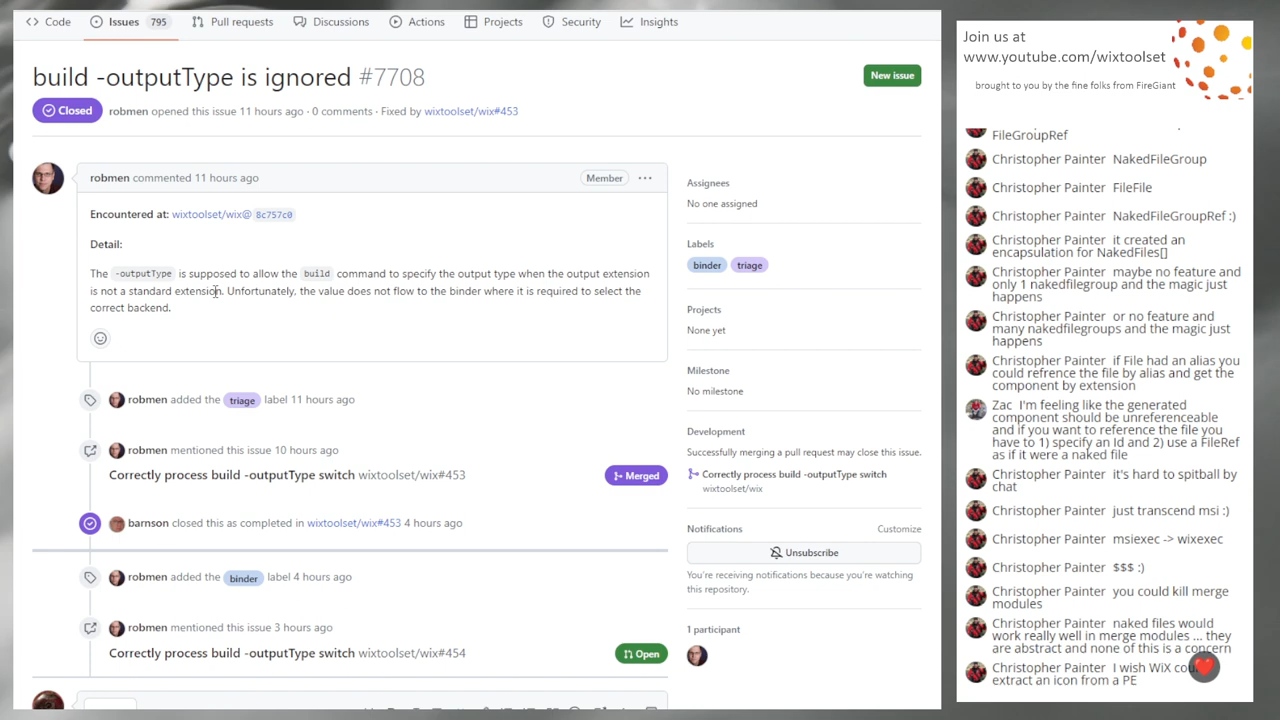 Code
Issues 795
Pull requests
Discussions
Actions
Projects
Security
Insights
build -outputType is ignored #7708
New issue
Closed
robmen opened this issue 11 hours ago · 0 comments · Fixed by wixtoolset/wix#453
robmen commented 11 hours ago
Member
Encountered at: wixtoolset/wix@ 8c757c0
Detail:
The -outputType is supposed to allow the build command to specify the output type when the output extension
is not a standard extension. Unfortunately, the value does not flow to the binder where it is required to select the
correct backend.
robmen added the triage label 11 hours ago
robmen mentioned this issue 10 hours ago
Correctly process build -outputType switch wixtoolset/wix#453
Merged
barnson closed this as completed in wixtoolset/wix#453 4 hours ago
robmen added the binder label 4 hours ago
robmen mentioned this issue 3 hours ago
Correctly process build -outputType switch wixtoolset/wix#454
Open
Assignees
No one assigned
Labels
binder triage
Projects
None yet
Milestone
No milestone
Development
Successfully merging a pull request may close this issue.
Correctly process build -outputType switch
wixtoolset/wix
Notifications
Customize
Unsubscribe
You're receiving notifications because you're watching
this repository.
1 participant
Join us at
www.youtube.com/wixtoolset
brought to you by the fine folks from FireGiant
FileGroupRef
Christopher Painter NakedFileGroup
Christopher Painter FileFile
Christopher Painter NakedFileGroupRef :)
Christopher Painter it created an
encapsulation for NakedFiles[]
Christopher Painter maybe no feature and
only 1 nakedfilegroup and the magic just
happens
Christopher Painter or no feature and
many nakedfilegroups and the magic just
happens
Christopher Painter if File had an alias you
could refrence the file by alias and get the
component by extension
Zac I'm feeling like the generated
component should be unreferenceable
and if you want to reference the file you
have to 1) specify an Id and 2) use a FileRef
as if it were a naked file
Christopher Painter it's hard to spitball by
chat
Christopher Painter just transcend msi :)
Christopher Painter msiexec -> wixexec
Christopher Painter $$$ :)
Christopher Painter you could kill merge
modules
Christopher Painter naked files would
work really well in merge modules ... they
are abstract and none of this is a concern
Christopher Painter I wish WiX
extract an icon from a PE